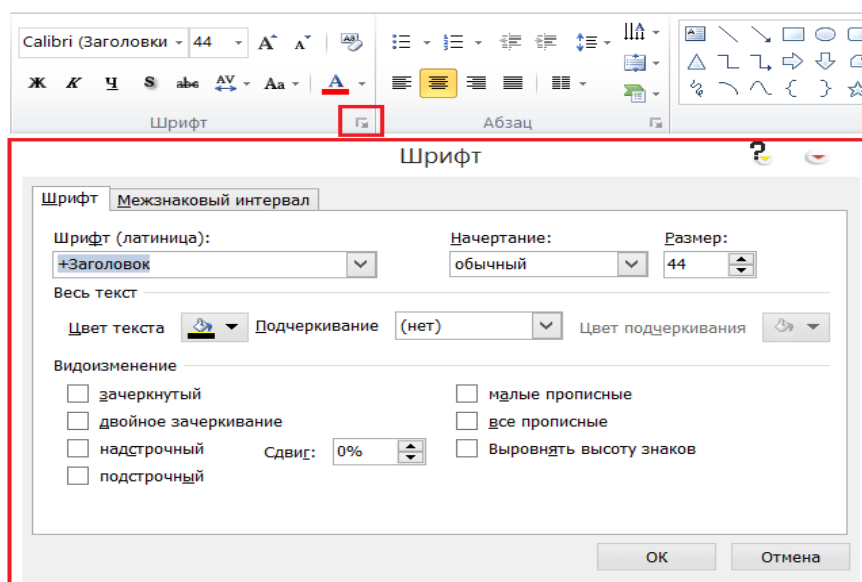 Calibri (Заголовки 44 A A Aa
Ж К Ч S abc AV Aa A
Шрифт Абзац
Шрифт
Шрифт Межзнаковый интервал
Шрифт (латиница): Начертание: Размер:
+Заголовок обычный 44
Весь текст
Цвет текста Подчеркивание (нет) Цвет подчеркивания
Видоизменение
зачеркнутый малые прописные
двойное зачеркивание все прописные
надстрочный Сдвиг: 0% Выровнять высоту знаков
подстрочный
ОК Отмена